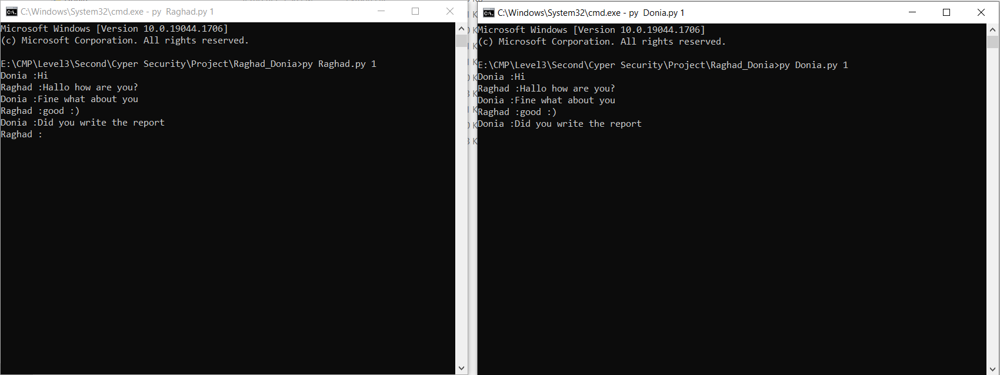 C:\Windows\System32\cmd.exe - py  Raghad.py 1
Microsoft Windows [Version 10.0.19044.1706]
(c) Microsoft Corporation. All rights reserved.
E:\CMP\Level3\Second\Cyper Security\Project\Raghad_Donia>py Raghad.py 1
Donia :Hi
Raghad :Hallo how are you?
Donia :Fine what about you
Raghad :good :)
Donia :Did you write the report
Raghad :
C:\Windows\System32\cmd.exe - py  Donia.py 1
Microsoft Windows [Version 10.0.19044.1706]
(c) Microsoft Corporation. All rights reserved.
E:\CMP\Level3\Second\Cyper Security\Project\Raghad_Donia>py Donia.py 1
Donia :Hi
Raghad :Hallo how are you?
Donia :Fine what about you
Raghad :good :)
Donia :Did you write the report